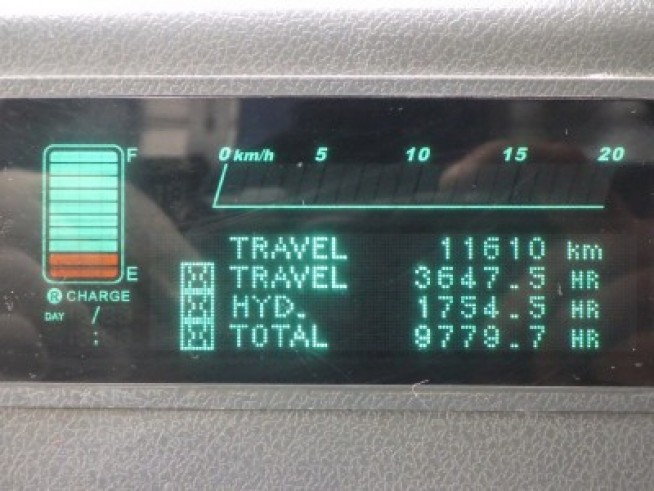 F
0 km/h 5 10 15 20
E
R CHARGE
DAY /
:
TRAVEL 11610 km
TRAVEL 3647.5 HR
HYD. 1754.5 HR
TOTAL 9779.7 HR